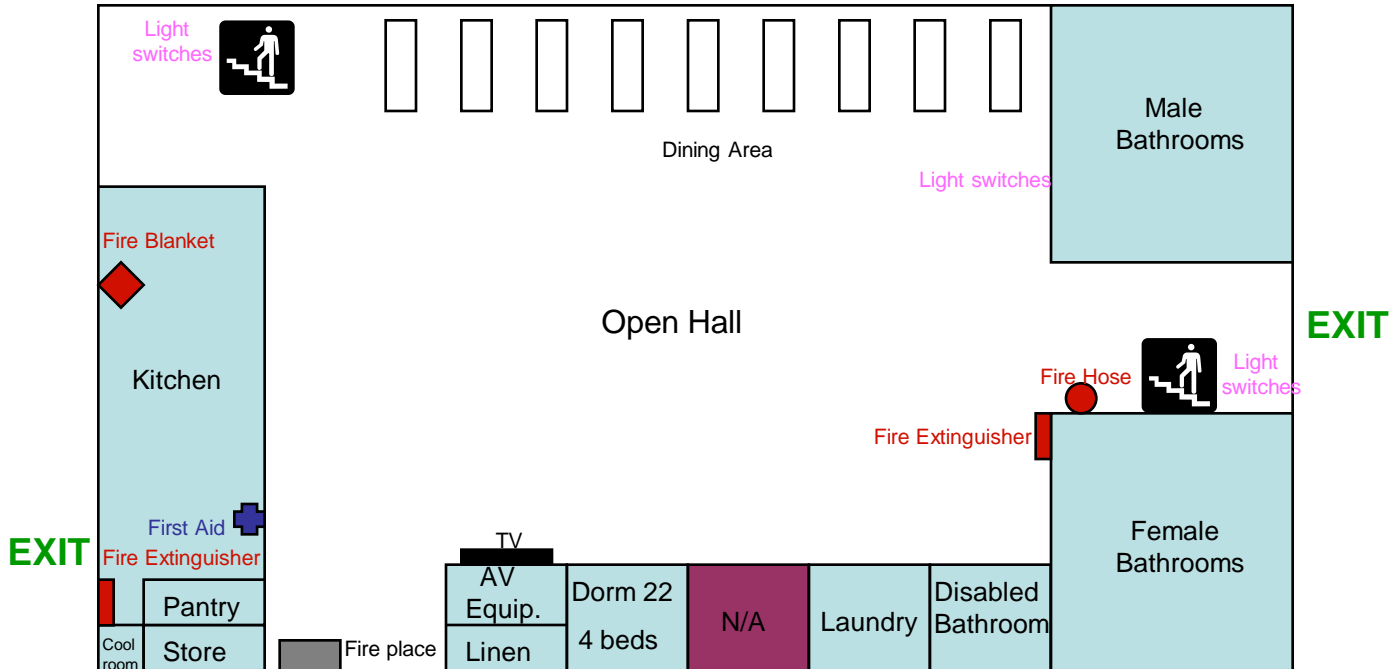 Light
switches
Dining Area
Male
Bathrooms
Light switches
Fire Blanket
Open Hall
EXIT
Kitchen
Fire Hose
Light
switches
Fire Extinguisher
First Aid
EXIT
Fire Extinguisher
TV
AV
Equip.
Dorm 22
4 beds
N/A
Laundry
Disabled
Bathroom
Female
Bathrooms
Pantry
Cool
room
Store
Fire place
Linen